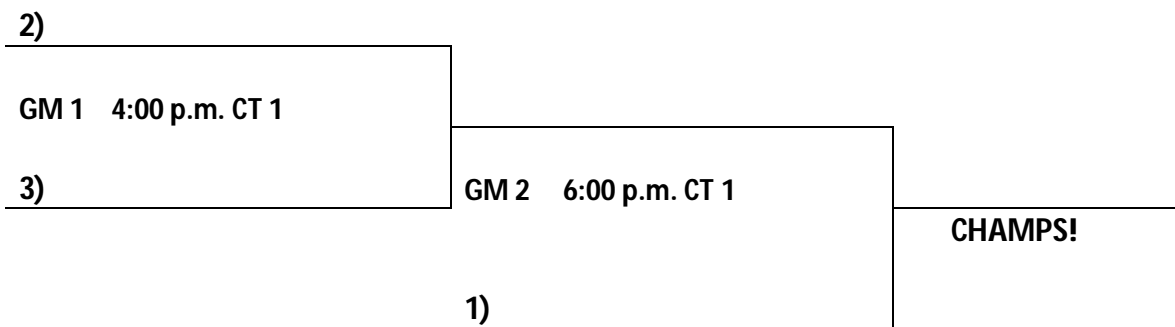 2)
GM 1 4:00 p.m. CT 1
3)
GM 2 6:00 p.m. CT 1
CHAMPS!
1)